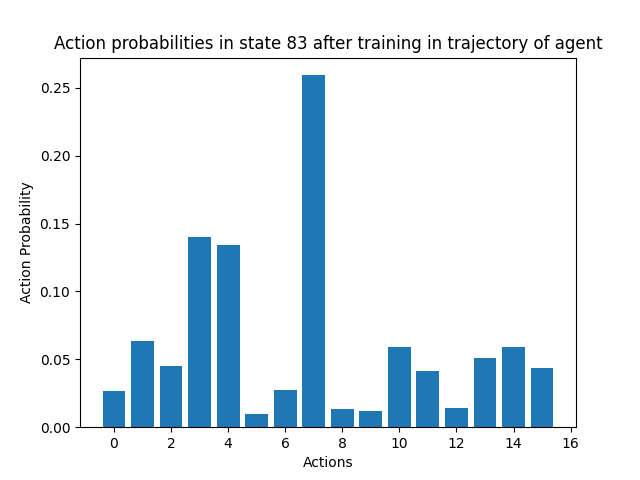 Action probabilities in state 83 after training in trajectory of agent
Action Probability
0.25
0.20
0.15
0.10
0.05
0.00
0 2 4 6 8 10 12 14 16
Actions